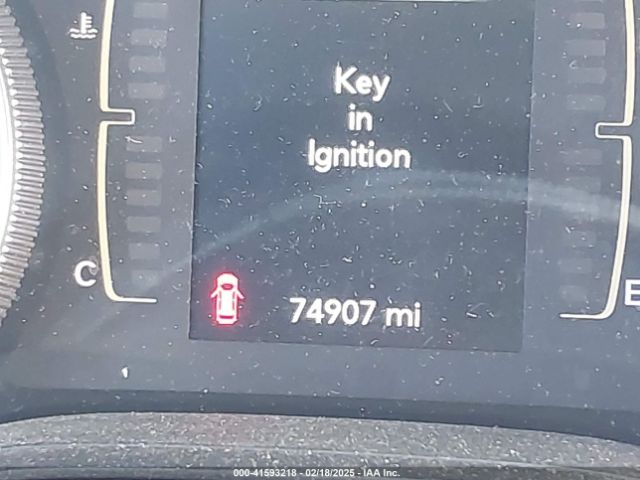 Key
in
Ignition
C
E
74907 mi
000-41593218 - 02/18/2025 - IAA Inc.